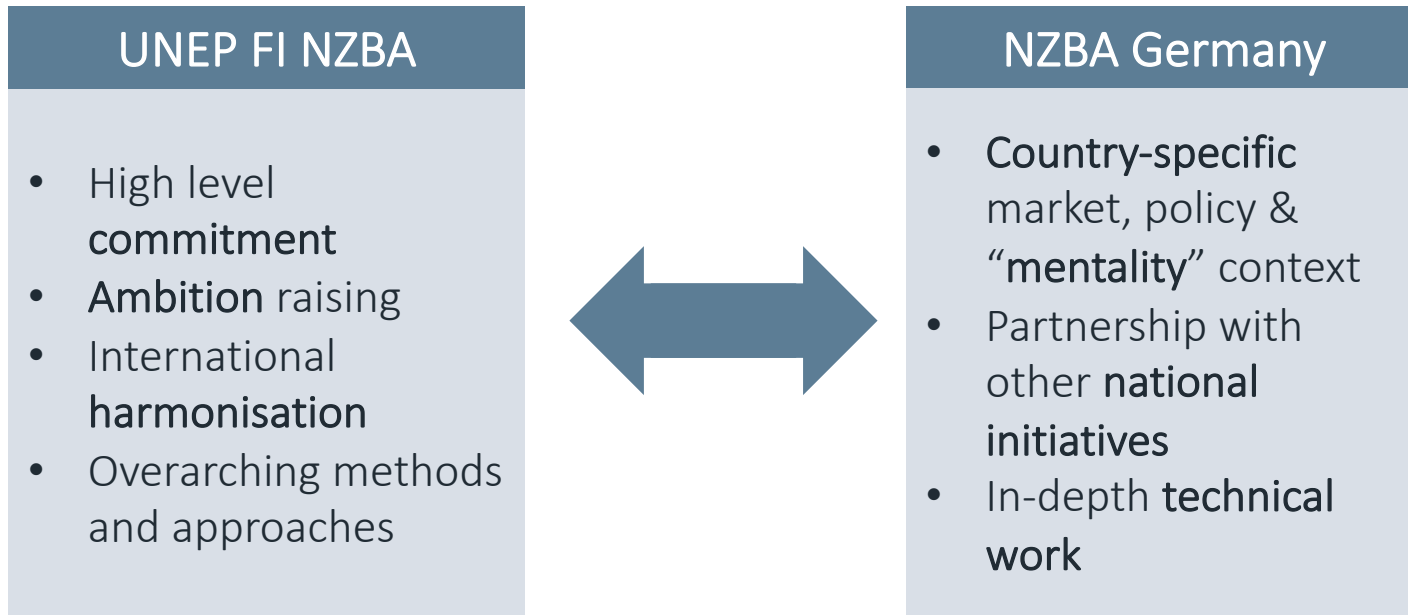 UNEP FI NZBA
• High level
commitment
• Ambition raising
• International
harmonisation
• Overarching methods
and approaches
NZBA Germany
• Country-specific
market, policy &
“mentality” context
• Partnership with
other national
initiatives
• In-depth technical
work